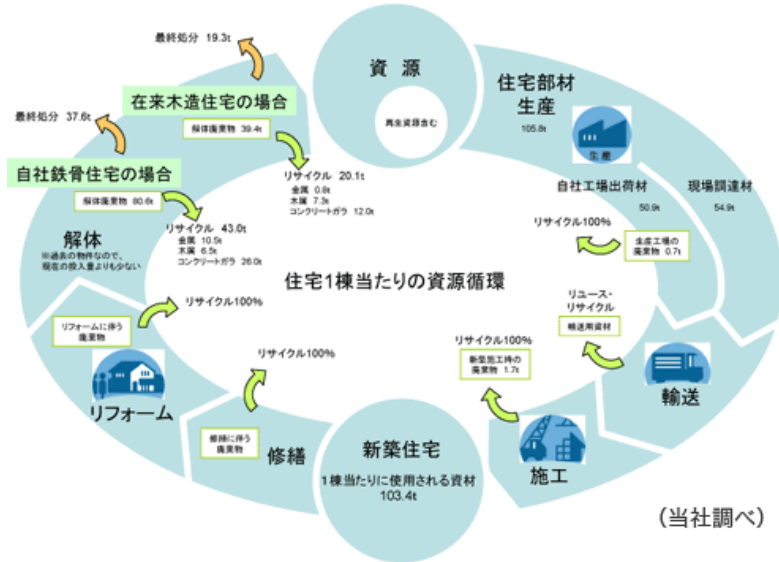 資 源
再生資源含む
住宅部材
生産
105.8t
生産
自社工場出荷材
50.9t
現場調達材
54.9t
リサイクル100%
生産工場の
廃棄物 0.7t
リユース・
リサイクル
輸送用資材
輸送
リサイクル100%
新築施工時の
廃棄物 1.7t
施工
新築住宅
1棟当たりに使用される資材
103.4t
修繕
修繕に伴う
廃棄物
リサイクル100%
リフォーム
リフォームに伴う
廃棄物
リサイクル100%
解体
※過去の物件なので、
現在の投入量よりも少ない
自社鉄骨住宅の場合
解体廃棄物 80.6t
最終処分 37.6t
リサイクル 43.0t
金属 10.5t
木屑 6.5t
コンクリートガラ 26.0t
在来木造住宅の場合
解体廃棄物 39.4t
最終処分 19.3t
リサイクル 20.1t
金属 0.8t
木屑 7.3t
コンクリートガラ 12.0t
住宅1棟当たりの資源循環
(当社調べ)